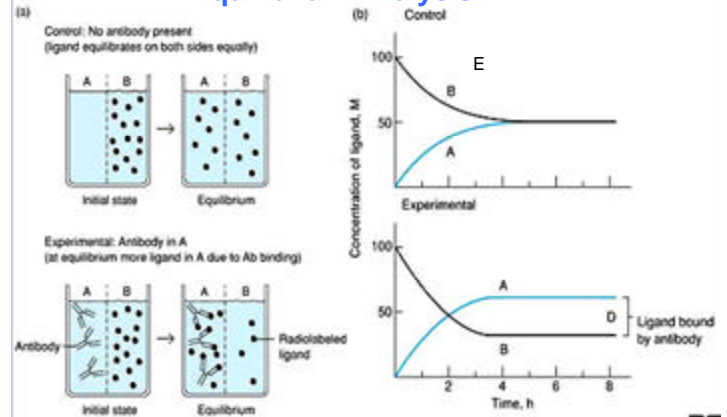 (a)
Control: No antibody present
(ligand equilibrates on both sides equally)
A B A B
Initial state Equilibrium
Experimental: Antibody in A
(at equilibrium more ligand in A due to Ab binding)
A B A B
Antibody
Radiolabeled
ligand
Initial state Equilibrium
(b) Control
Concentration of ligand, M
100
50
E
B
A
Experimental
100
50
A
B
D
Ligand bound
by antibody
2 4 6 8
Time, h